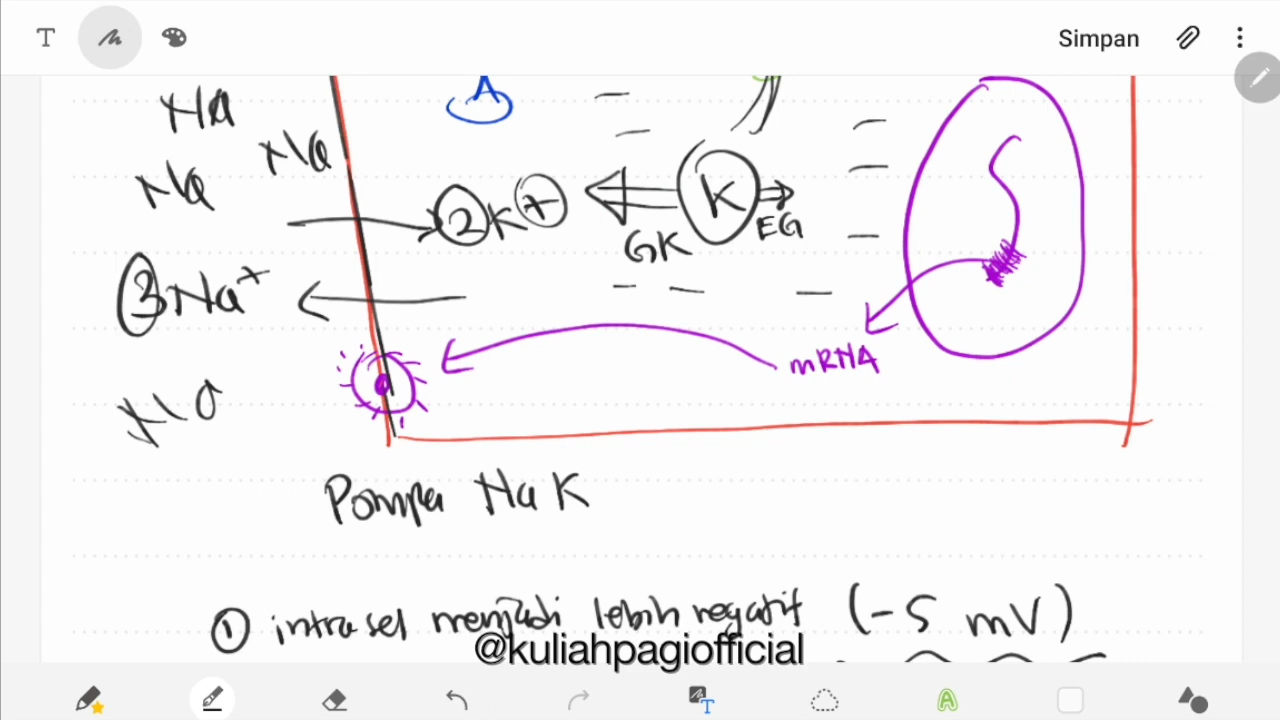 T Simpan
Na
A
Na
Na
2K+ K
GK EG
3Na+
mRNA
Na
Pompa Na K
① intrasel menjadi lebih negatif (-5 mV)
@kuliahpagiofficial
T A